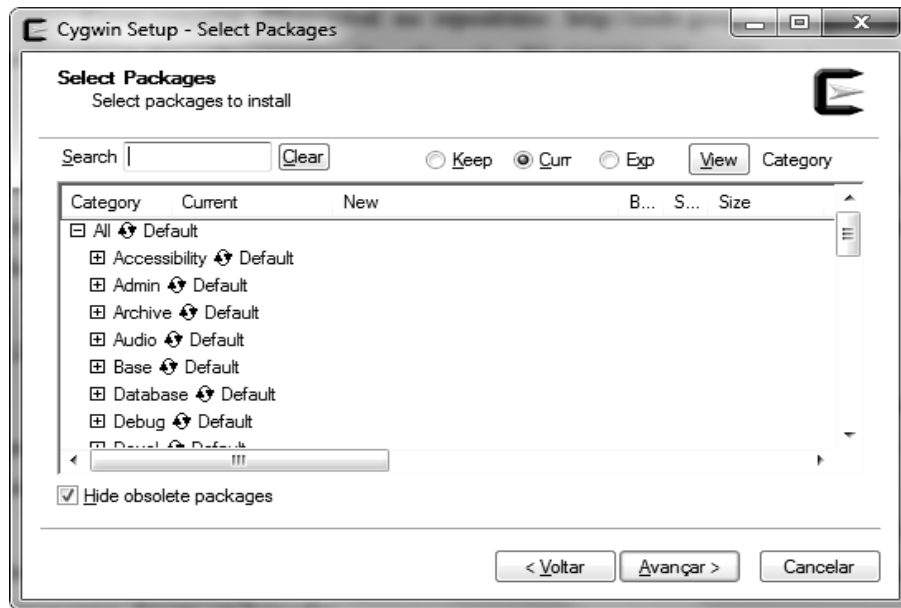 Cygwin Setup - Select Packages
Select Packages
Select packages to install
Search Clear Keep Curr Exp View Category
Category Current New B... S... Size
All Default
Accessibility Default
Admin Default
Archive Default
Audio Default
Base Default
Database Default
Debug Default
Hide obsolete packages
< Voltar Avançar > Cancelar